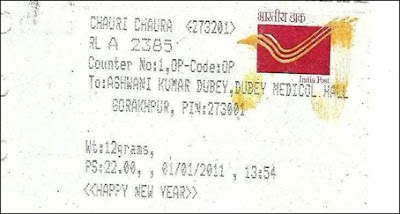 CHAURI CHAURA <273201>
RL A 2385
Counter No:1,OP-Code:OP
To:ASHWANI KUMAR DUBEY,DUBEY MEDICOL HALL
GORAKHPUR, PIN:273001
Wt:12grams,
PS:22.00, , 01/01/2011 , 13:54
<<HAPPY NEW YEAR>>
भारतीय डाक
India Post